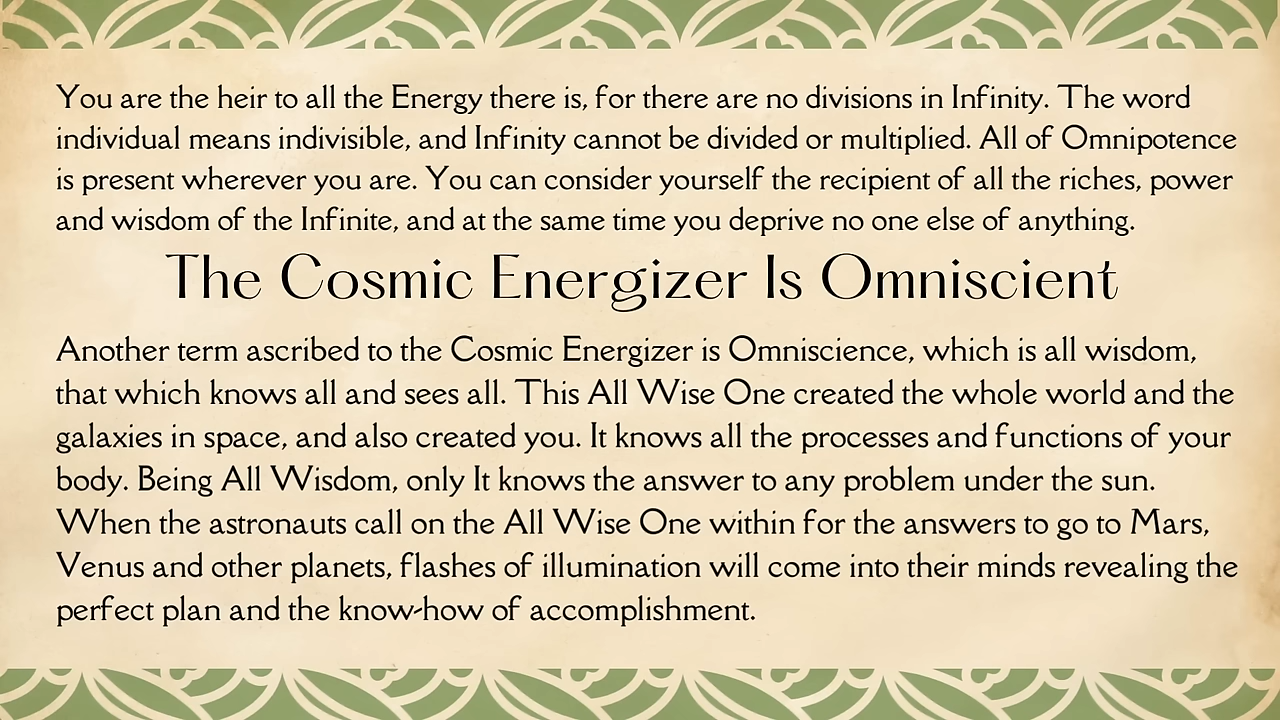 You are the heir to all the Energy there is, for there are no divisions in Infinity. The word
individual means indivisible, and Infinity cannot be divided or multiplied. All of Omnipotence
is present wherever you are. You can consider yourself the recipient of all the riches, power
and wisdom of the Infinite, and at the same time you deprive no one else of anything.
The Cosmic Energizer Is Omniscient
Another term ascribed to the Cosmic Energizer is Omniscience, which is all wisdom,
that which knows all and sees all. This All Wise One created the whole world and the
galaxies in space, and also created you. It knows all the processes and functions of your
body. Being All Wisdom, only It knows the answer to any problem under the sun.
When the astronauts call on the All Wise One within for the answers to go to Mars,
Venus and other planets, flashes of illumination will come into their minds revealing the
perfect plan and the know-how of accomplishment.